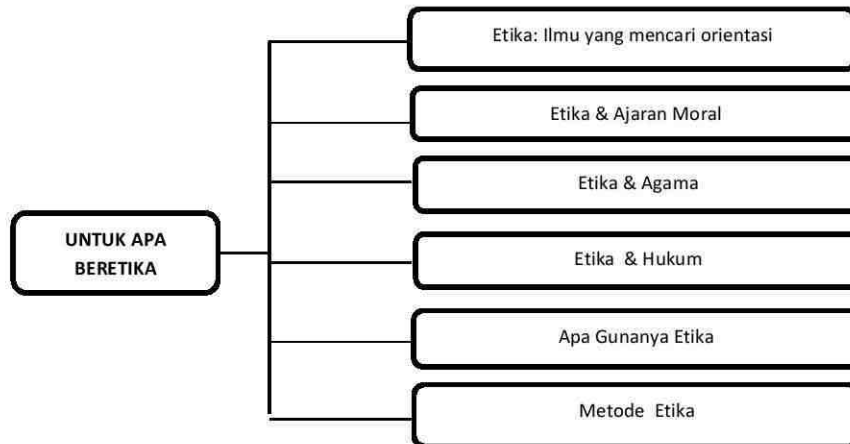 Etika: Ilmu yang mencari orientasi
Etika & Ajaran Moral
Etika & Agama
UNTUK APA
BERETIKA
Etika & Hukum
Apa Gunanya Etika
Metode Etika